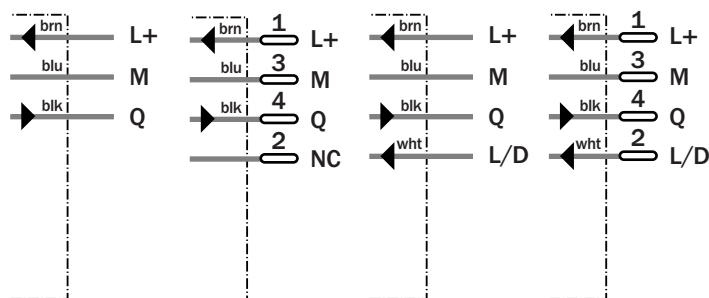 brn L+
blu M
blk Q
brn 1 L+
blu 3 M
blk 4 Q
2 NC
brn L+
blu M
blk Q
wht L/D
brn 1 L+
blu 3 M
blk 4 Q
wht 2 L/D